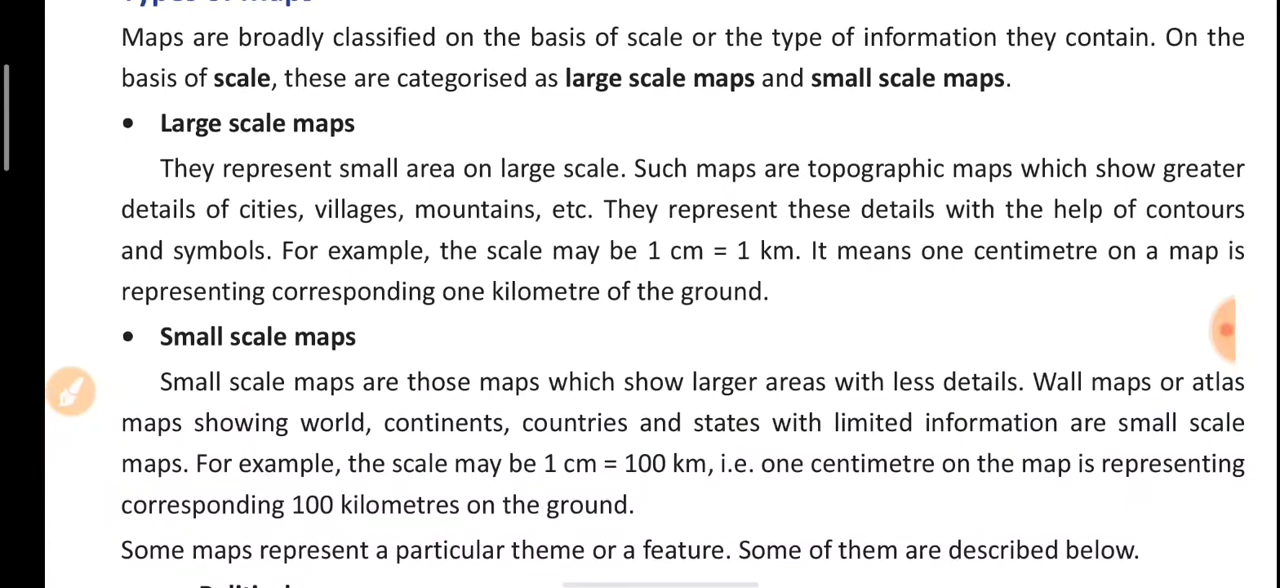 Types of maps
Maps are broadly classified on the basis of scale or the type of information they contain. On the
basis of scale, these are categorised as large scale maps and small scale maps.
• Large scale maps
They represent small area on large scale. Such maps are topographic maps which show greater
details of cities, villages, mountains, etc. They represent these details with the help of contours
and symbols. For example, the scale may be 1 cm = 1 km. It means one centimetre on a map is
representing corresponding one kilometre of the ground.
• Small scale maps
Small scale maps are those maps which show larger areas with less details. Wall maps or atlas
maps showing world, continents, countries and states with limited information are small scale
maps. For example, the scale may be 1 cm = 100 km, i.e. one centimetre on the map is representing
corresponding 100 kilometres on the ground.
Some maps represent a particular theme or a feature. Some of them are described below.